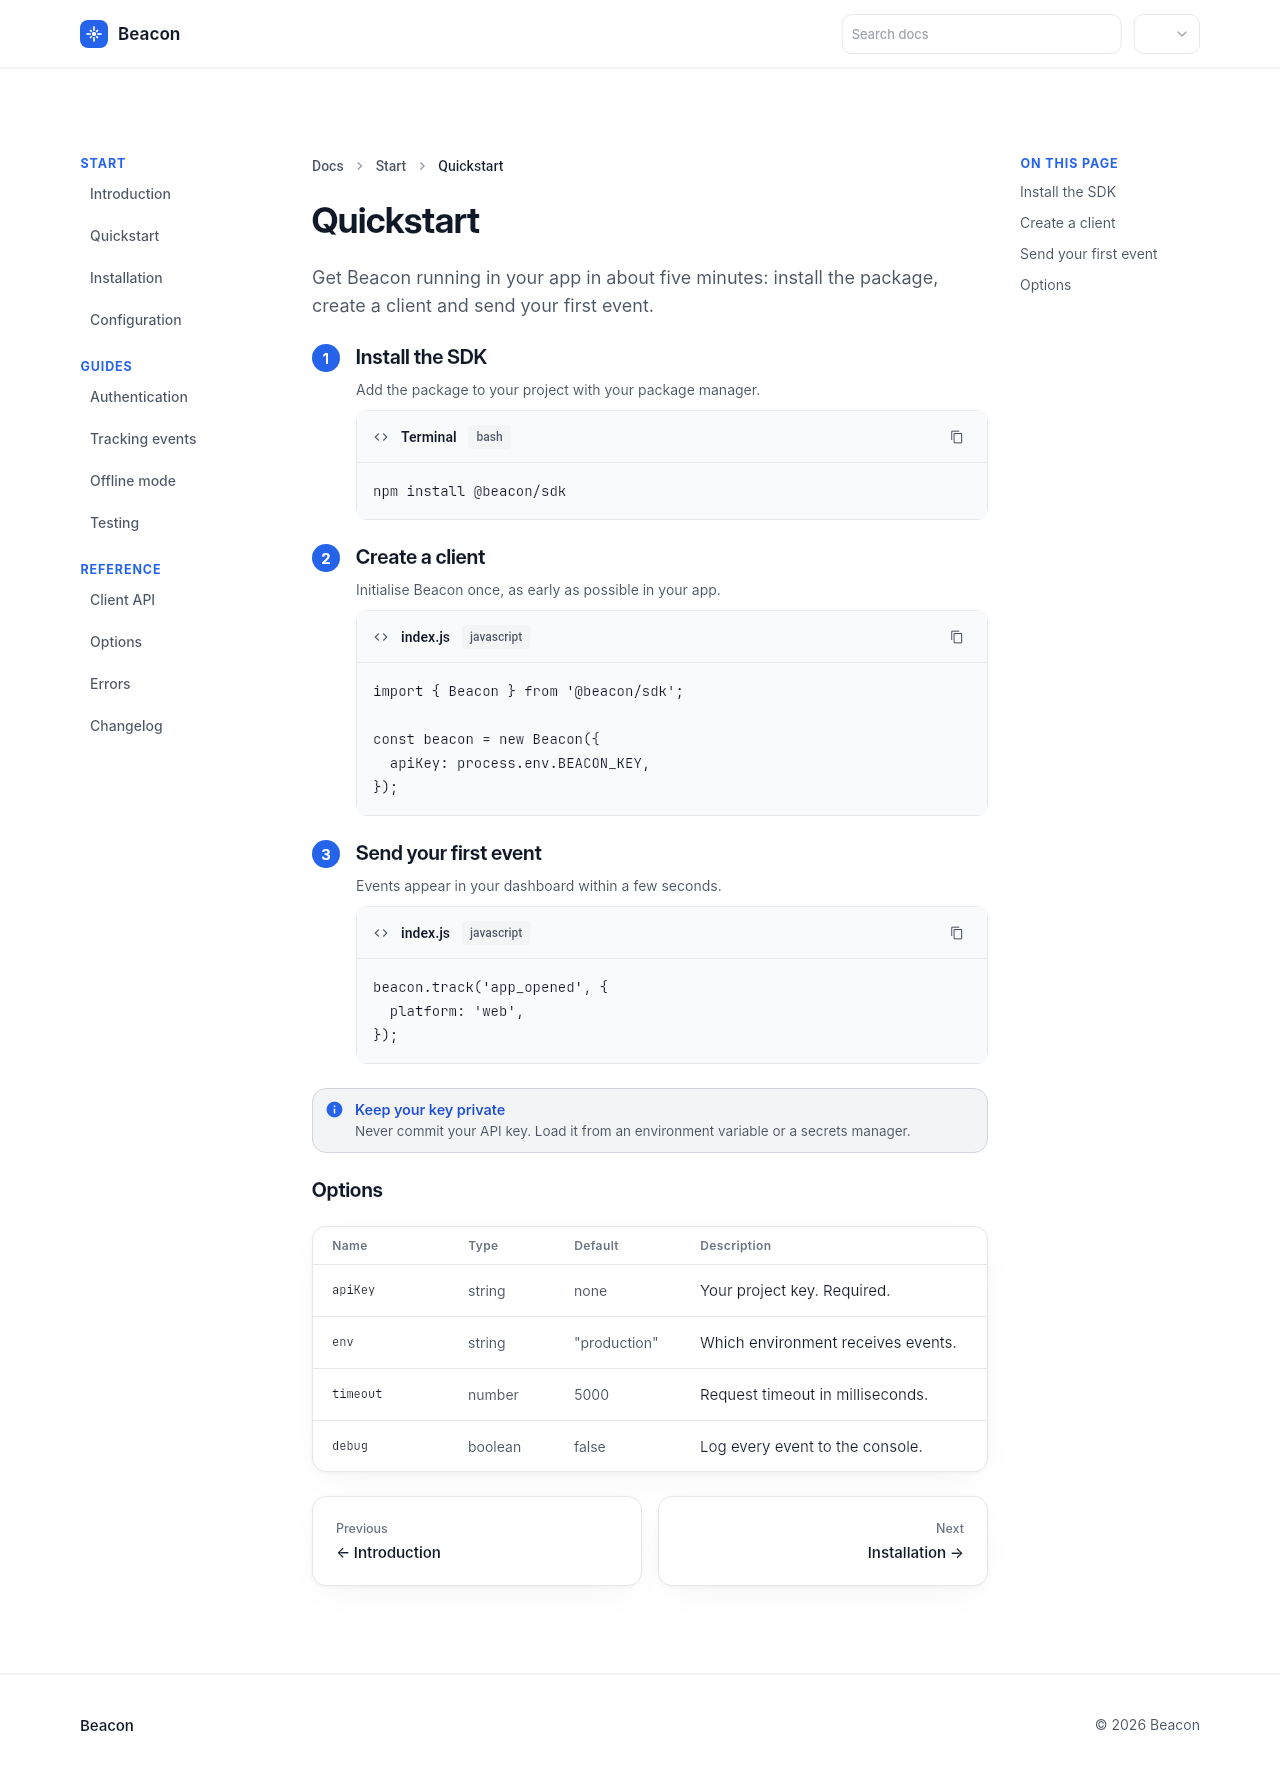 Beacon
Search docs
START
Introduction
Quickstart
Installation
Configuration
GUIDES
Authentication
Tracking events
Offline mode
Testing
REFERENCE
Client API
Options
Errors
Changelog
Docs > Start > Quickstart
Quickstart
Get Beacon running in your app in about five minutes: install the package,
create a client and send your first event.
1 Install the SDK
Add the package to your project with your package manager.
<> Terminal bash
npm install @beacon/sdk
2 Create a client
Initialise Beacon once, as early as possible in your app.
<> index.js javascript
import { Beacon } from '@beacon/sdk';
const beacon = new Beacon({
  apiKey: process.env.BEACON_KEY,
});
3 Send your first event
Events appear in your dashboard within a few seconds.
<> index.js javascript
beacon.track('app_opened', {
  platform: 'web',
});
Keep your key private
Never commit your API key. Load it from an environment variable or a secrets manager.
Options
Name Type Default Description
apiKey string none Your project key. Required.
env string "production" Which environment receives events.
timeout number 5000 Request timeout in milliseconds.
debug boolean false Log every event to the console.
Previous
← Introduction
Next
Installation →
ON THIS PAGE
Install the SDK
Create a client
Send your first event
Options
Beacon
© 2026 Beacon